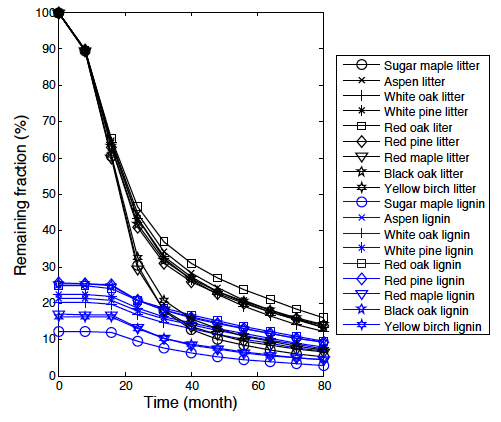 100
90
80
70
60
50
40
30
20
10
0
Remaining fraction (%)
0 20 40 60 80
Time (month)
Sugar maple litter
Aspen litter
White oak litter
White pine litter
Red oak liter
Red pine litter
Red maple litter
Black oak litter
Yellow birch litter
Sugar maple lignin
Aspen lignin
White oak lignin
White pine lignin
Red oak lignin
Red pine lignin
Red maple lignin
Black oak lignin
Yellow birch lignin